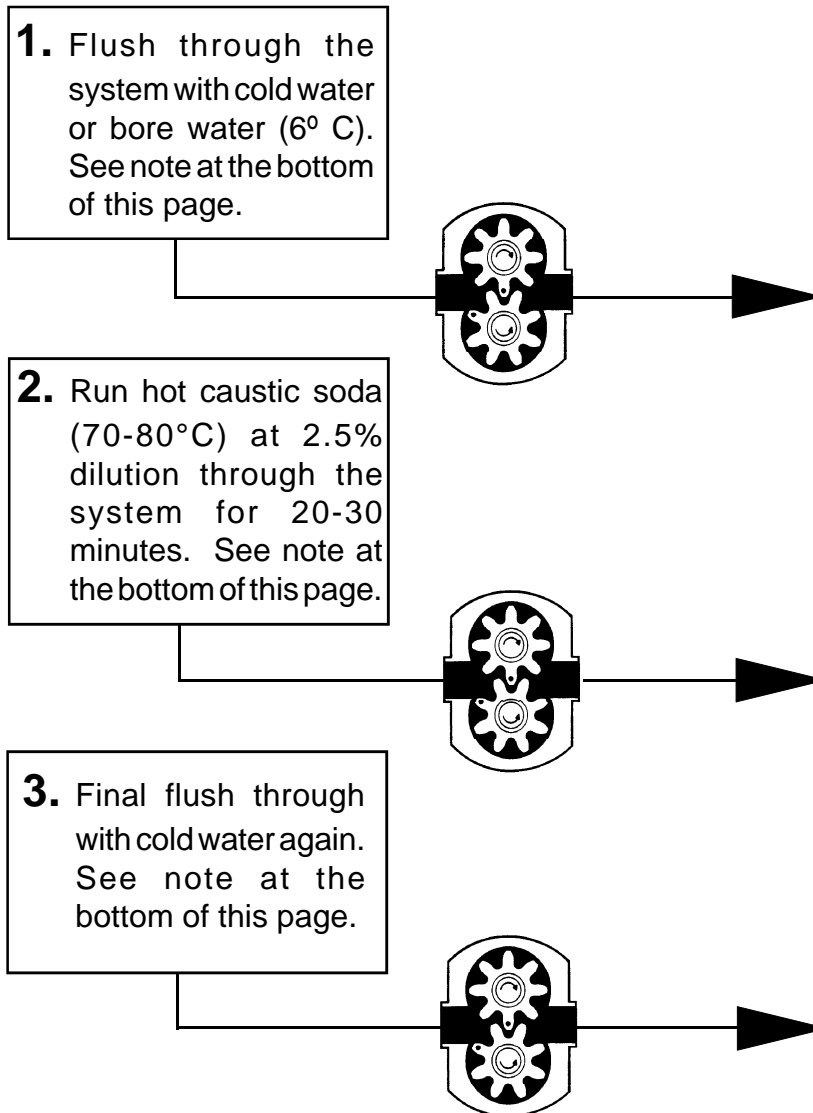 1. Flush through the
system with cold water
or bore water (6º C).
See note at the bottom
of this page.
2. Run hot caustic soda
(70-80°C) at 2.5%
dilution through the
system for 20-30
minutes. See note at
the bottom of this page.
3. Final flush through
with cold water again.
See note at the
bottom of this page.